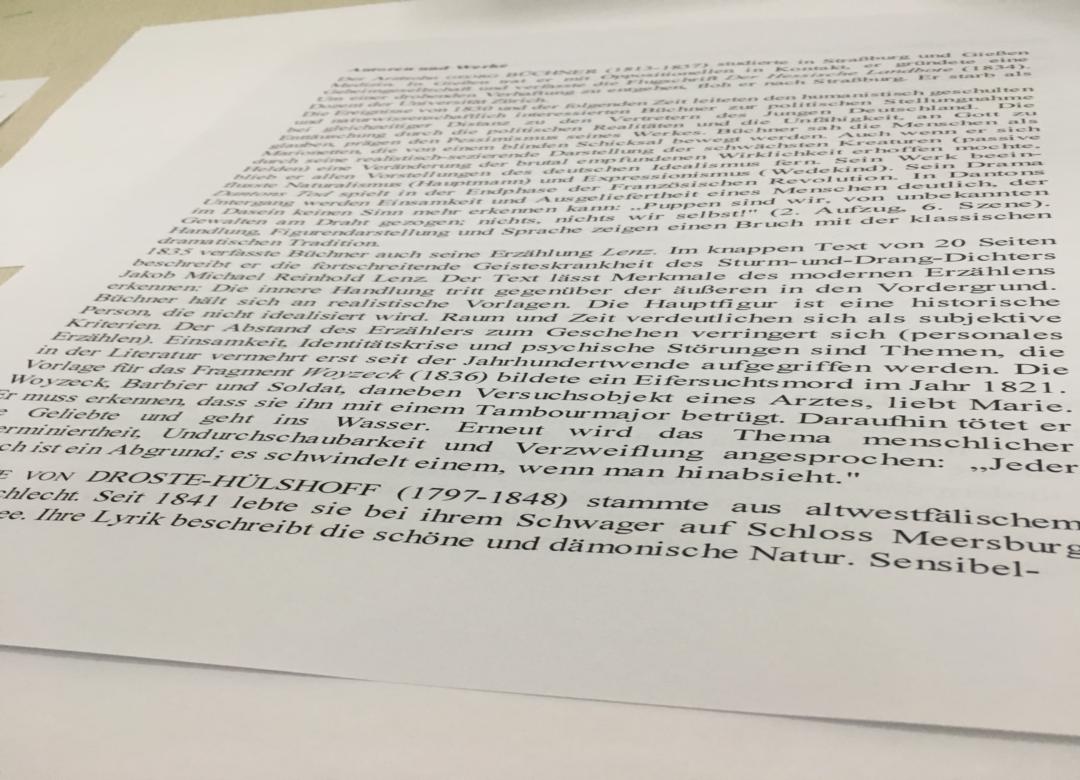 Autoren und Werke
Der Arztsohn GEORG BÜCHNER (1813-1837) studierte in Straßburg und Gießen
Medizin. In Gießen trat er mit Oppositionellen in Kontakt, er gründete eine
Geheimgesellschaft und verfasste die Flugschrift Der Hessische Landbote (1834).
Um einer drohenden Verhaftung zu entgehen, floh er nach Straßburg. Er starb als
Dozent der Universität Zürich.
Die Ereignisse von 1830 und der folgenden Zeit leiteten den humanistisch geschulten
und naturwissenschaftlich interessierten Büchner zur politischen Stellungnahme
bei gleichzeitiger Distanz zu den Vertretern des Jungen Deutschland. Die
Enttäuschung durch die politischen Realitäten und die Unfähigkeit, an Gott zu
glauben, prägen den Pessimismus seines Werkes. Büchner sah die Menschen als
Marionetten, die von einem blinden Schicksal bewegt werden. Auch wenn er sich
durch seine realistisch-sezierende Darstellung der schwächsten Kreaturen (passive
Helden) eine Veränderung der brutal empfundenen Wirklichkeit erhoffen mochte,
blieb er allen Vorstellungen des deutschen Idealismus fern. Sein Werk beein-
flusste Naturalismus (Hauptmann) und Expressionismus (Wedekind). Sein Drama
Dantons Tod spielt in der Endphase der Französischen Revolution. In Dantons
Untergang werden Einsamkeit und Ausgeliefertheit eines Menschen deutlich, der
im Dasein keinen Sinn mehr erkennen kann: „Puppen sind wir, von unbekannten
Gewalten am Draht gezogen; nichts, nichts wir selbst!" (2. Aufzug, 6. Szene).
Handlung, Figurendarstellung und Sprache zeigen einen Bruch mit der klassischen
dramatischen Tradition.
1835 verfasste Büchner auch seine Erzählung Lenz. Im knappen Text von 20 Seiten
beschreibt er die fortschreitende Geisteskrankheit des Sturm-und-Drang-Dichters
Jakob Michael Reinhold Lenz. Der Text lässt Merkmale des modernen Erzählens
erkennen: Die innere Handlung tritt gegenüber der äußeren in den Vordergrund.
Büchner hält sich an realistische Vorlagen. Die Hauptfigur ist eine historische
Person, die nicht idealisiert wird. Raum und Zeit verdeutlichen sich als subjektive
Kriterien. Der Abstand des Erzählers zum Geschehen verringert sich (personales
Erzählen). Einsamkeit, Identitätskrise und psychische Störungen sind Themen, die
in der Literatur vermehrt erst seit der Jahrhundertwende aufgegriffen werden. Die
Vorlage für das Fragment Woyzeck (1836) bildete ein Eifersuchtsmord im Jahr 1821.
Woyzeck, Barbier und Soldat, daneben Versuchsobjekt eines Arztes, liebt Marie.
Er muss erkennen, dass sie ihn mit einem Tambourmajor betrügt. Daraufhin tötet er
e Geliebte und geht ins Wasser. Erneut wird das Thema menschlicher
erminiertheit, Undurchschaubarkeit und Verzweiflung angesprochen: „Jeder
ch ist ein Abgrund; es schwindelt einem, wenn man hinabsieht."
E VON DROSTE-HÜLSHOFF (1797-1848) stammte aus altwestfälischem
chlecht. Seit 1841 lebte sie bei ihrem Schwager auf Schloss Meersburg
ee. Ihre Lyrik beschreibt die schöne und dämonische Natur. Sensibel-